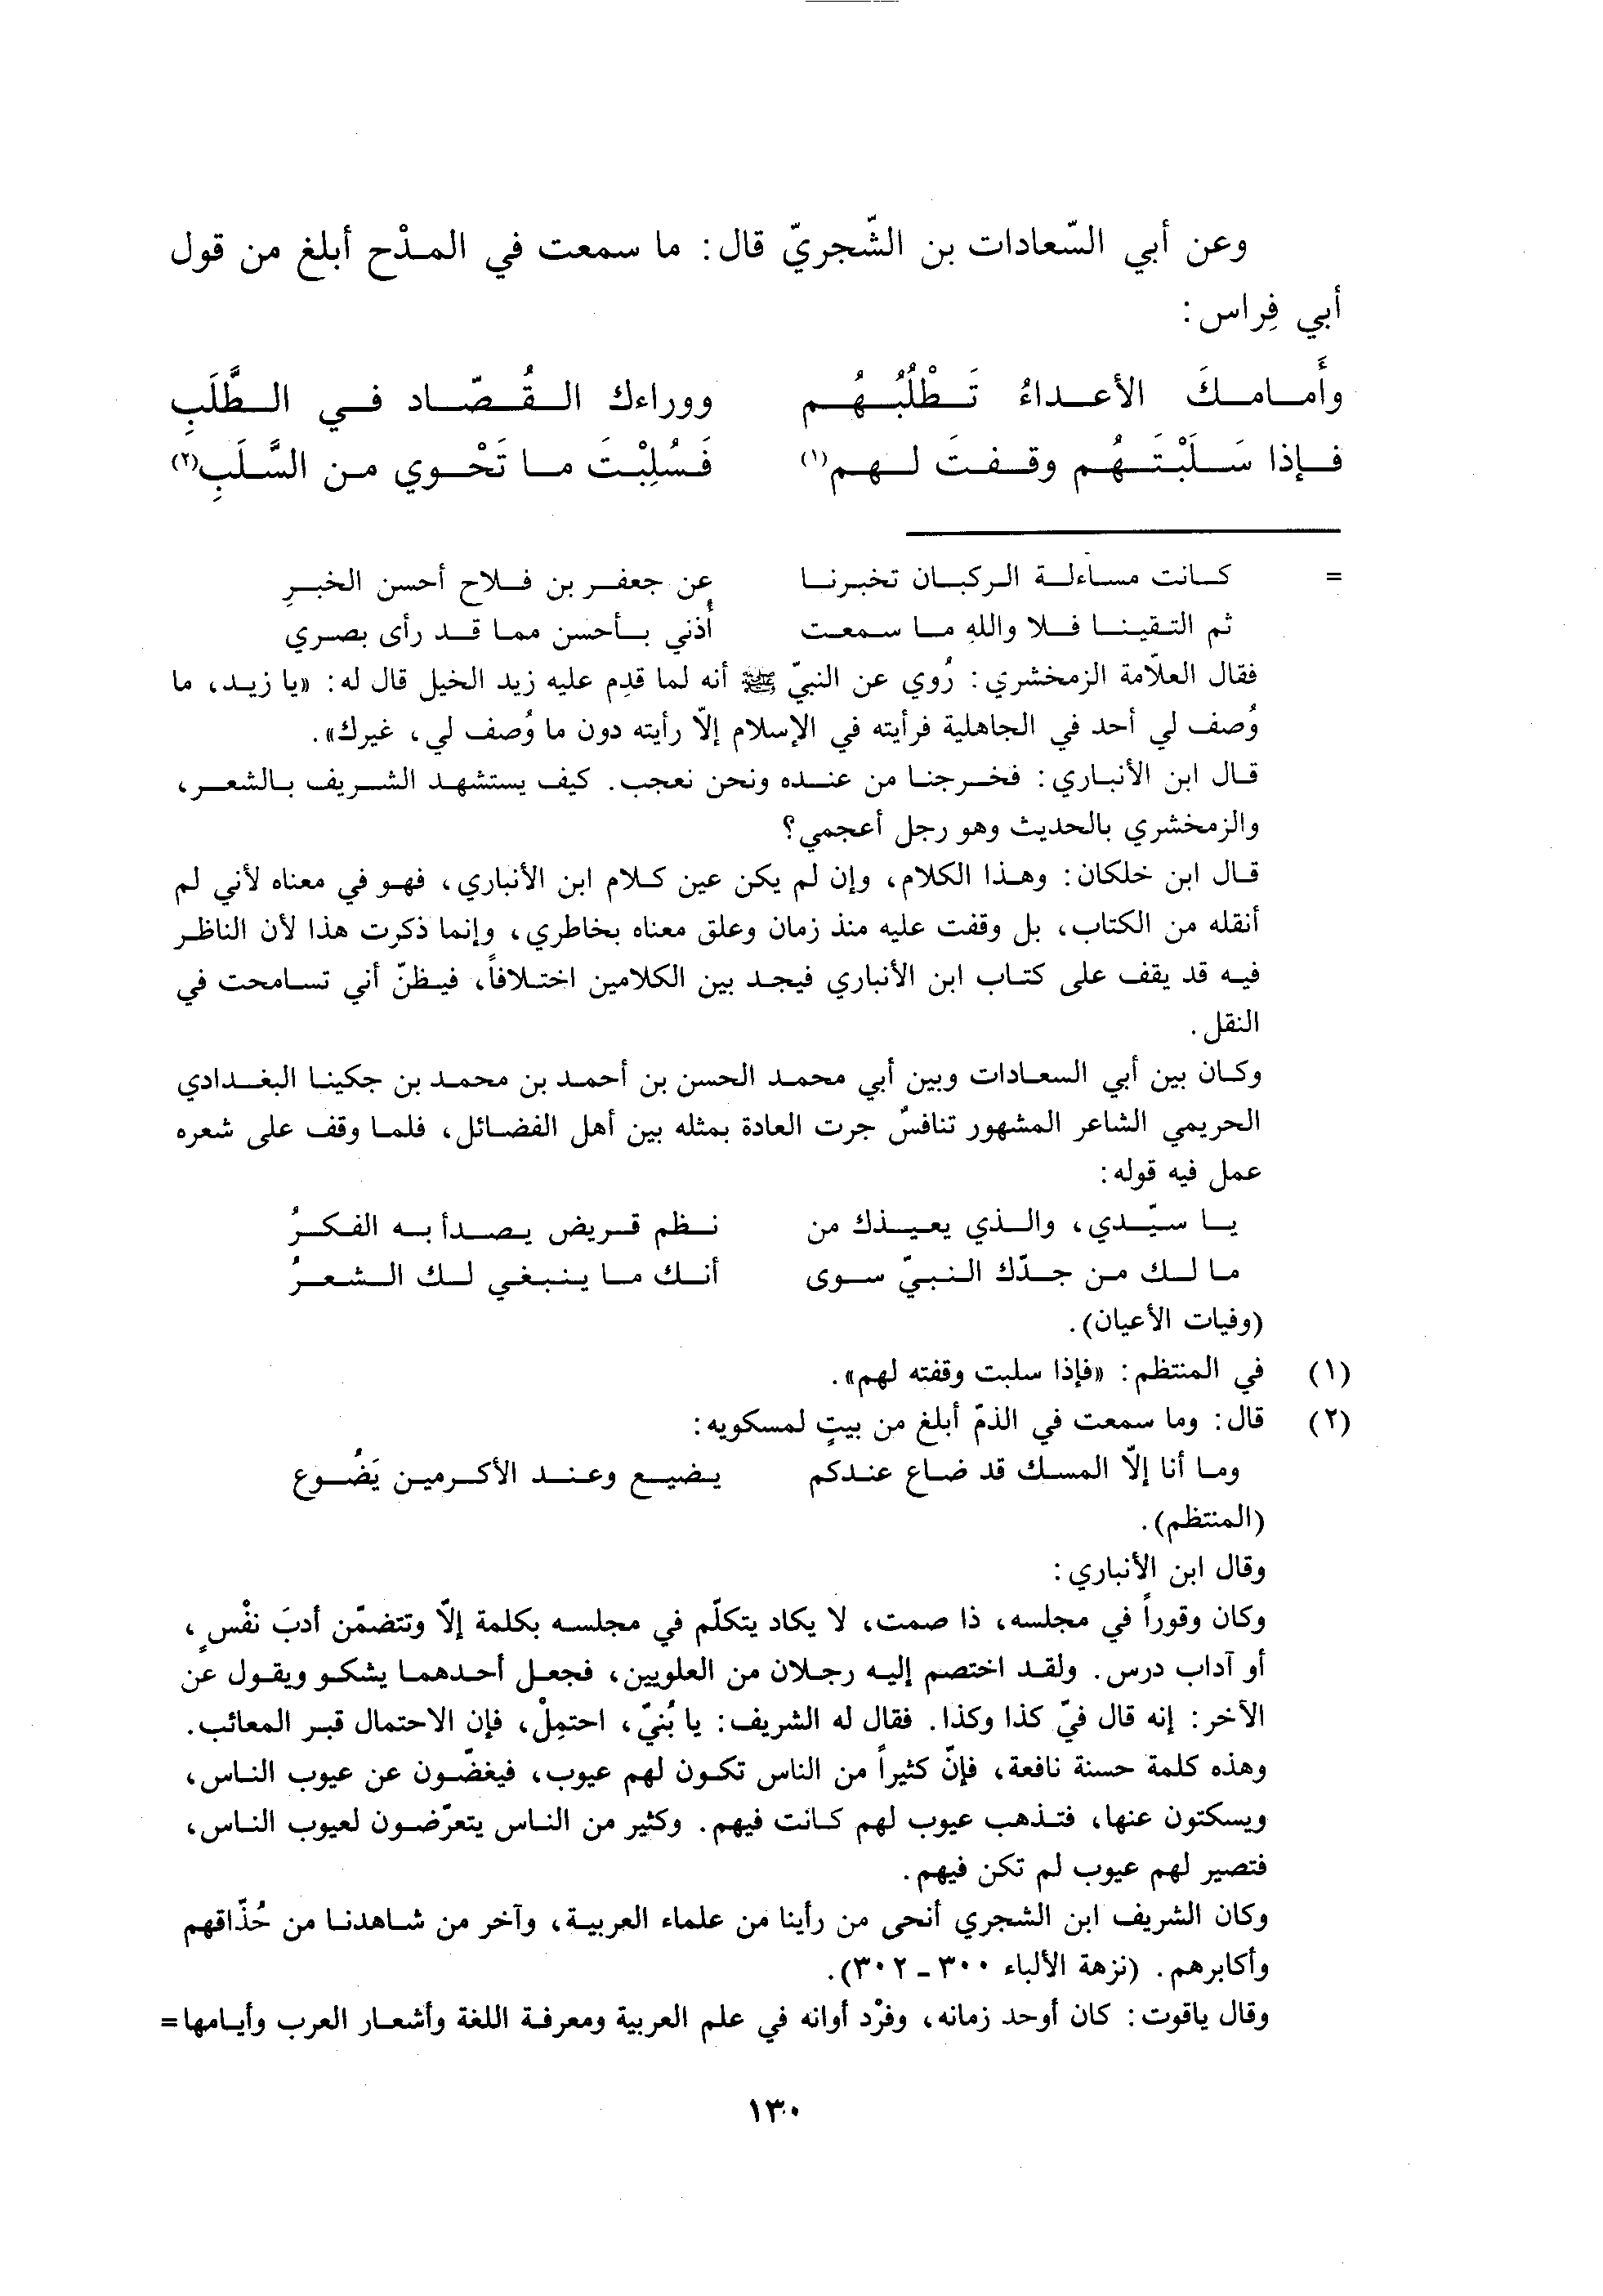 وعن أبي السّعادات بن الشّجريّ قال: ما سمعت في المدْح أبلغ من قول
أبي فِراس:
وأَمامكَ الأعداءُ تَطْلُبُهُم ووراءك القُصّاد في الطَّلَبِ
فإذا سَلَبْتَهُم وقفتَ لهم(١) فَسُلِبْتَ ما تَحْوي من السَّلَبِ(٢)
= كانت مساءلة الركبان تخبرنا عن جعفر بن فلاح أحسن الخبرِ
ثم التقينا فلا واللهِ ما سمعت أُذني بأحسن مما قد رأى بصري
فقال العلاّمة الزمخشري: رُوي عن النبيّ ﷺ أنه لما قدِم عليه زيد الخيل قال له: «يا زيد، ما
وُصف لي أحد في الجاهلية فرأيته في الإسلام إلاّ رأيته دون ما وُصف لي، غيرك».
قال ابن الأنباري: فخرجنا من عنده ونحن نعجب. كيف يستشهد الشريف بالشعر،
والزمخشري بالحديث وهو رجل أعجمي؟
قال ابن خلكان: وهذا الكلام، وإن لم يكن عين كلام ابن الأنباري، فهو في معناه لأني لم
أنقله من الكتاب، بل وقفت عليه منذ زمان وعلق معناه بخاطري، وإنما ذكرت هذا لأن الناظر
فيه قد يقف على كتاب ابن الأنباري فيجد بين الكلامين اختلافاً، فيظنّ أني تسامحت في
النقل.
وكان بين أبي السعادات وبين أبي محمد الحسن بن أحمد بن محمد بن جكينا البغدادي
الحريمي الشاعر المشهور تنافسٌ جرت العادة بمثله بين أهل الفضائل، فلما وقف على شعره
عمل فيه قوله:
يا سيّدي، والذي يعيذك من نظم قريض يصدأ به الفكرُ
ما لك من جدّك النبيّ سوى أنك ما ينبغي لك الشعرُ
(وفيات الأعيان).
(١) في المنتظم: «فإذا سلبت وقفته لهم».
(٢) قال: وما سمعت في الذمّ أبلغ من بيتٍ لمسكويه:
وما أنا إلاّ المسك قد ضاع عندكم يضيع وعند الأكرمين يَضُوع
(المنتظم).
وقال ابن الأنباري:
وكان وقوراً في مجلسه، ذا صمت، لا يكاد يتكلّم في مجلسه بكلمة إلاّ وتتضمّن أدبَ نفْسٍ،
أو آداب درس. ولقد اختصم إليه رجلان من العلويين، فجعل أحدهما يشكو ويقول عن
الآخر: إنه قال فيّ كذا وكذا. فقال له الشريف: يا بُنيّ، احتمِلْ، فإن الاحتمال قبر المعائب.
وهذه كلمة حسنة نافعة، فإنّ كثيراً من الناس تكون لهم عيوب، فيغضّون عن عيوب الناس،
ويسكتون عنها، فتذهب عيوب لهم كانت فيهم. وكثير من الناس يتعرّضون لعيوب الناس،
فتصير لهم عيوب لم تكن فيهم.
وكان الشريف ابن الشجري أنحى من رأينا من علماء العربية، وآخر من شاهدنا من حُذّاقهم
وأكابرهم. (نزهة الألباء ٣٠٠ ـ ٣٠٢).
وقال ياقوت: كان أوحد زمانه، وفرْد أوانه في علم العربية ومعرفة اللغة وأشعار العرب وأيامها =
١٣٠